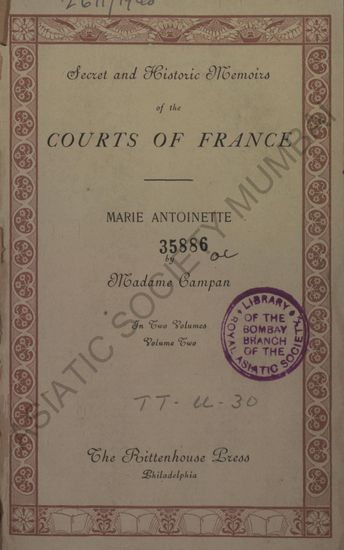 2611/1940
Secret and Historic Memoirs
of the
COURTS OF FRANCE
MARIE ANTOINETTE
35886
by
Madame Campan
In Two Volumes
Volume Two
LIBRARY
OF THE
BOMBAY
BRANCH
OF THE
ROYAL ASIATIC SOCIETY
TT-U-30
The Rittenhouse Press
Philadelphia
ASIATIC SOCIETY MUMBAI